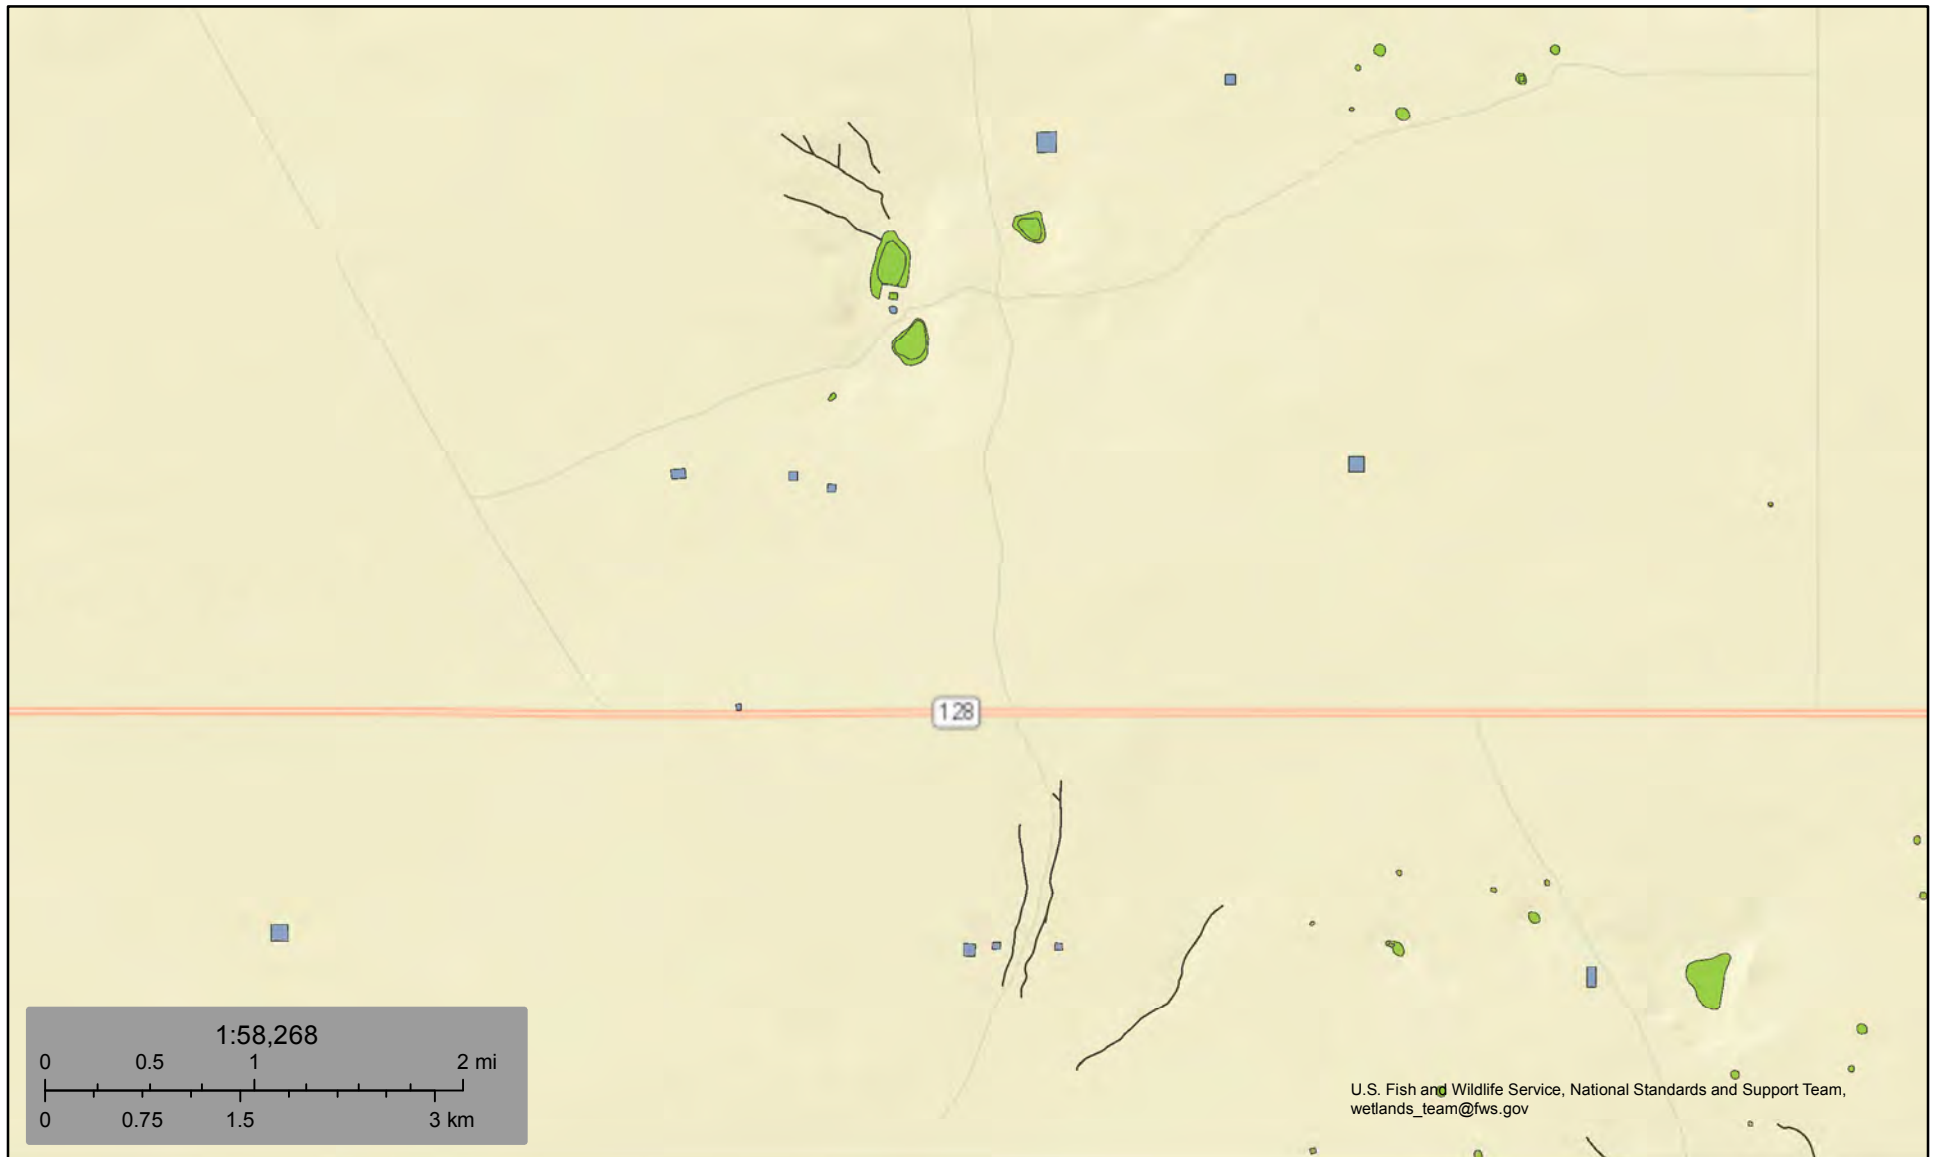 128
1:58,268
0 0.5 1 2 mi
0 0.75 1.5 3 km
U.S. Fish and Wildlife Service, National Standards and Support Team,
wetlands_team@fws.gov